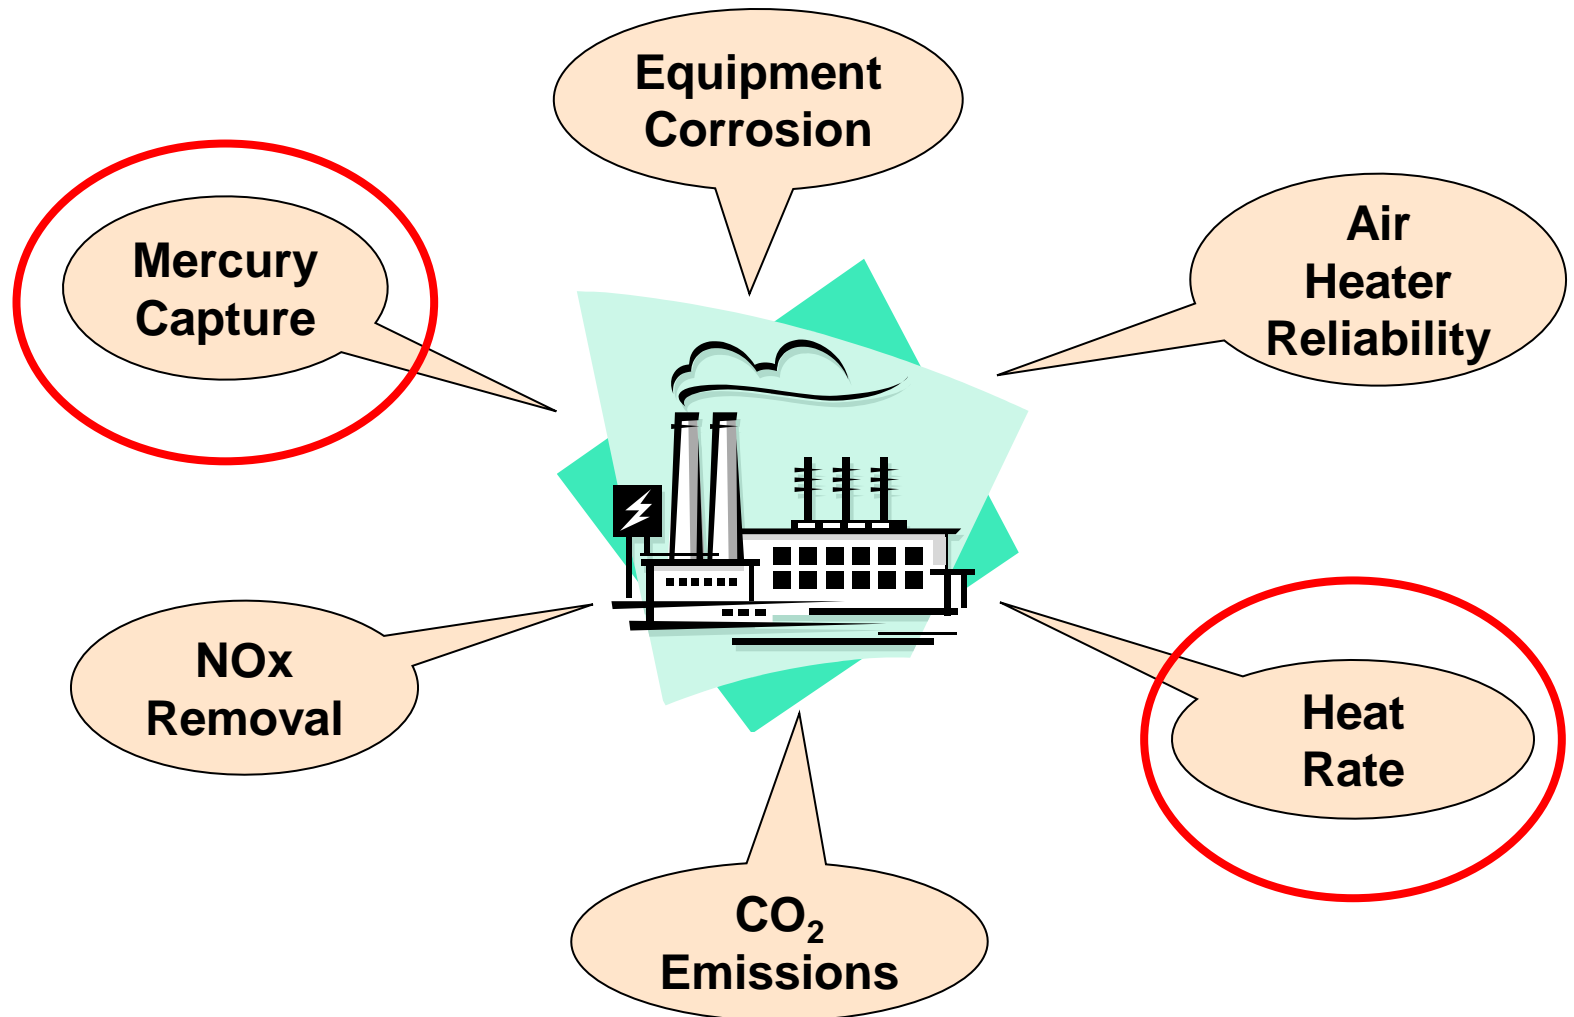 Equipment
Corrosion
Mercury
Capture
Air
Heater
Reliability
NOx
Removal
Heat
Rate
CO₂
Emissions